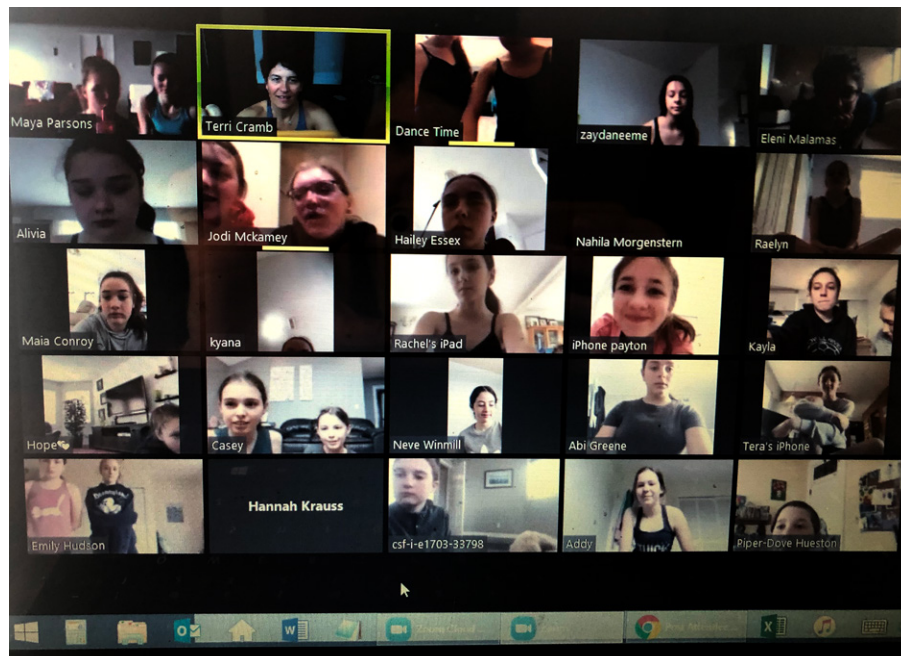 Maya Parsons
Terri Cramb
Dance Time
zaydaneeme
Eleni Malamas
Alivia
Jodi Mckamey
Hailey Essex
Nahila Morgenstern
Raelyn
Maia Conroy
kyana
Rachel's iPad
iPhone payton
Kayla
Hope
Casey
Neve Winmill
Abi Greene
Tera's iPhone
Emily Hudson
Hannah Krauss
csf-i-e1703-33798
Addy
Piper-Dove Hueston